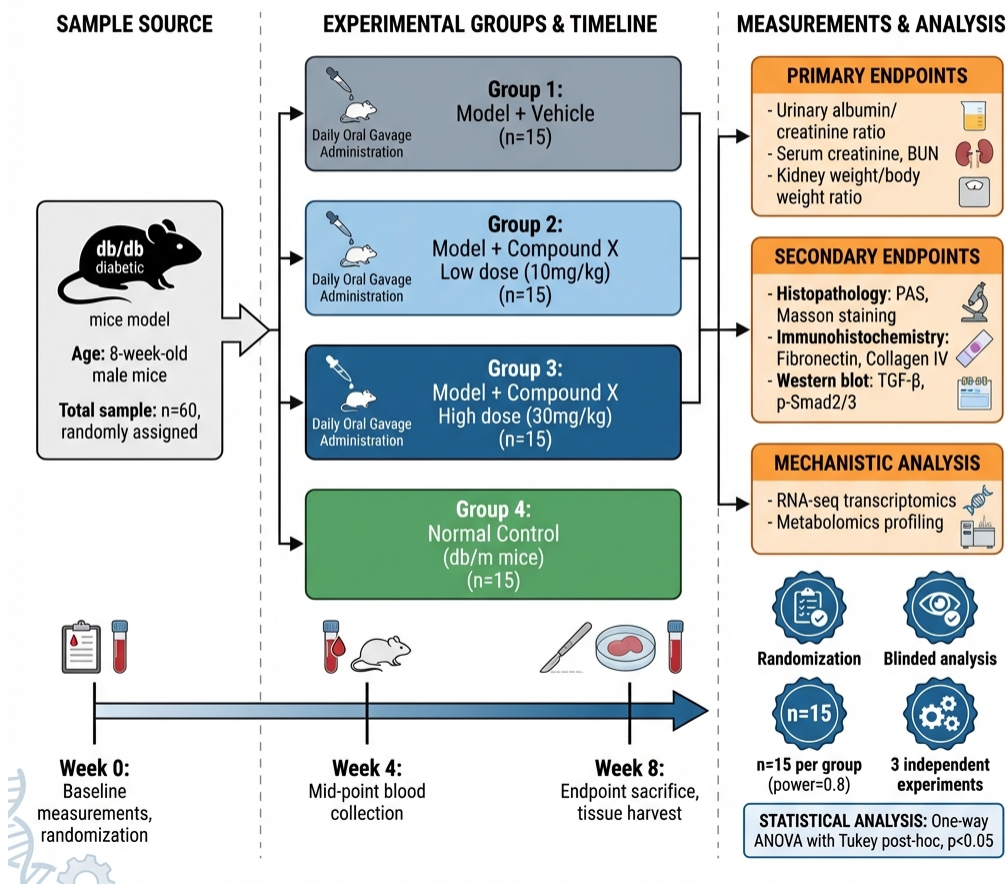 SAMPLE SOURCE
db/db
diabetic
mice model
Age: 8-week-old
male mice
Total sample: n=60,
randomly assigned
EXPERIMENTAL GROUPS & TIMELINE
Daily Oral Gavage
Administration
Group 1:
Model + Vehicle
(n=15)
Daily Oral Gavage
Administration
Group 2:
Model + Compound X
Low dose (10mg/kg)
(n=15)
Daily Oral Gavage
Administration
Group 3:
Model + Compound X
High dose (30mg/kg)
(n=15)
Group 4:
Normal Control
(db/m mice)
(n=15)
MEASUREMENTS & ANALYSIS
PRIMARY ENDPOINTS
- Urinary albumin/
creatinine ratio
- Serum creatinine, BUN
- Kidney weight/body
weight ratio
SECONDARY ENDPOINTS
- Histopathology: PAS,
Masson staining
- Immunohistochemistry:
Fibronectin, Collagen IV
- Western blot: TGF-β,
p-Smad2/3
MECHANISTIC ANALYSIS
- RNA-seq transcriptomics
- Metabolomics profiling
Randomization
Blinded analysis
n=15
n=15 per group
(power=0.8)
3 independent
experiments
STATISTICAL ANALYSIS: One-way
ANOVA with Tukey post-hoc, p<0.05
Week 0:
Baseline
measurements,
randomization
Week 4:
Mid-point blood
collection
Week 8:
Endpoint sacrifice,
tissue harvest